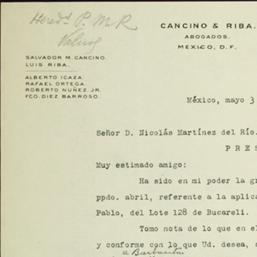 Hered⁰ P. M. R
CANCINO & RIBA.
ABOGADOS.
MEXICO, D. F.
SALVADOR M. CANCINO.
LUIS RIBA.
ALBERTO ICAZA.
RAFAEL ORTEGA.
ROBERTO NUÑEZ, JR.
FCO. DIEZ BARROSO.
México, mayo 3
Señor D. Nicolás Martínez del Río.
P R E S
Muy estimado amigo:
Ha sido en mi poder la gr
ppdo. abril, referente a la aplica
Pablo, del Lote 128 de Bucareli.
Tomo nota de lo que en el
y conforme con lo que Ud. desea, a